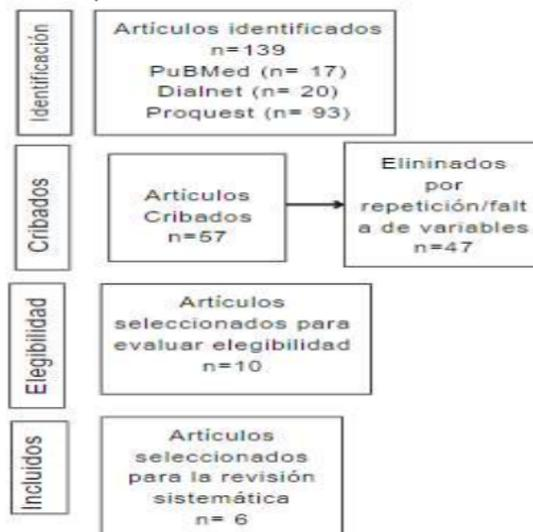 Identificación
Artículos identificados
n=139
PuBMed (n= 17)
Dialnet (n= 20)
Proquest (n= 93)
Cribados
Artículos
Cribados
n=57
Elininados
por
repetición/falt
a de variables
n=47
Elegibilidad
Artículos
seleccionados para
evaluar elegibilidad
n=10
Incluidos
Artículos
seleccionados
para la revisión
sistemática
n= 6